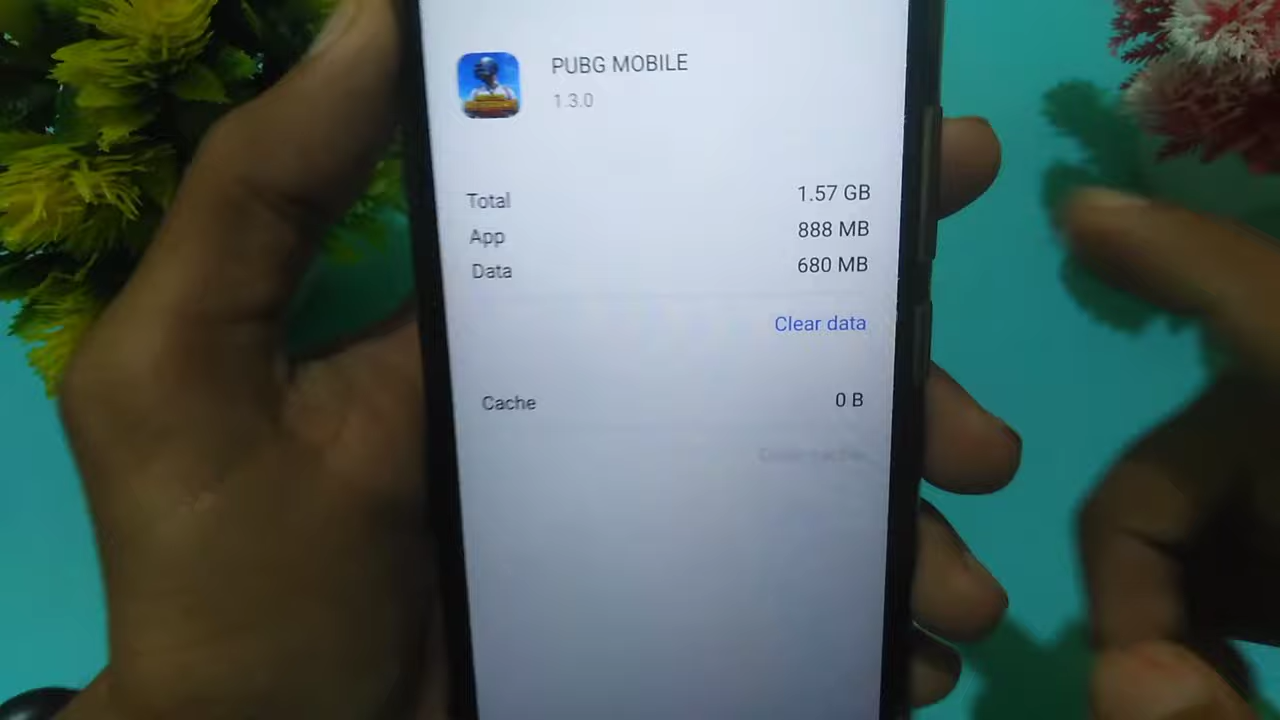 PUBG MOBILE
1.3.0
Total 1.57 GB
App 888 MB
Data 680 MB
Clear data
Cache 0 B